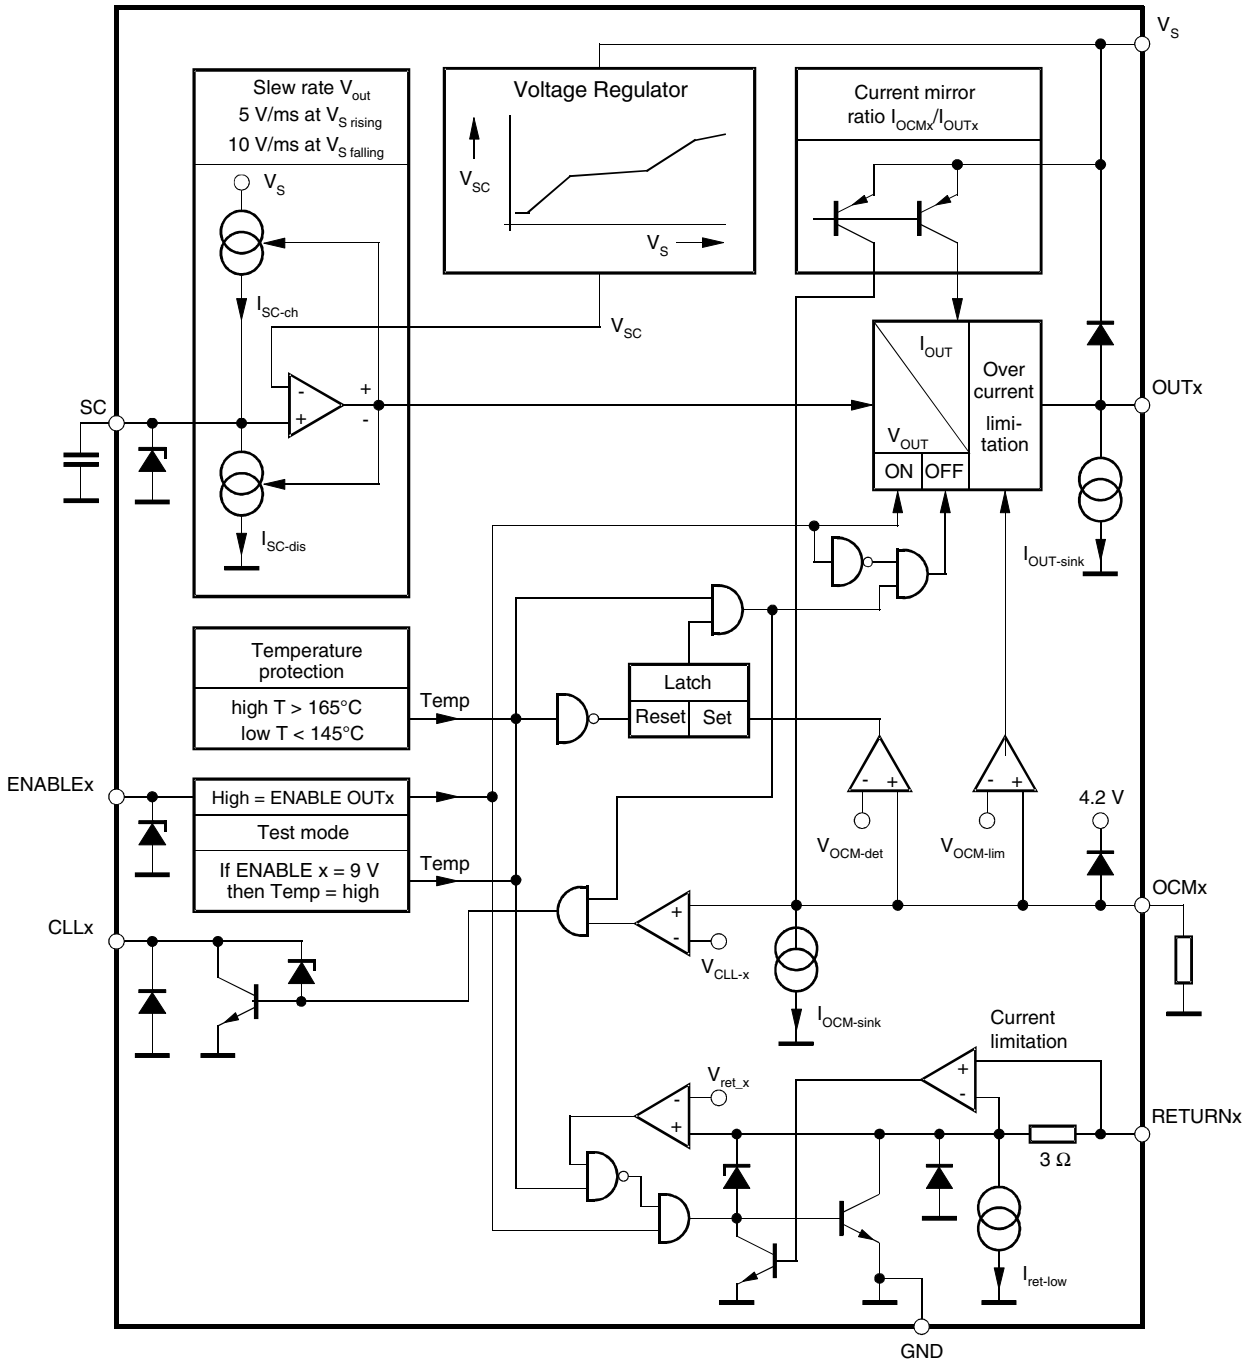 V_S
Slew rate V_out
5 V/ms at V_S rising
10 V/ms at V_S falling
V_S
I_SC-ch
- 
+
+
-
I_SC-dis
SC
Voltage Regulator
V_SC
V_S
V_SC
Current mirror
ratio I_OCMx/I_OUTx
I_OUT
V_OUT
ON OFF
Over
current
limi-
tation
OUTx
I_OUT-sink
Temperature
protection
high T > 165°C
low T < 145°C
Temp
Latch
Reset Set
ENABLEx
High = ENABLE OUTx
Test mode
If ENABLE x = 9 V
then Temp = high
Temp
- +
V_OCM-det
- +
V_OCM-lim
4.2 V
OCMx
CLLx
+
-
V_CLL-x
I_OCM-sink
Current
limitation
+
-
V_ret_x
-
+
RETURNx
3 Ω
I_ret-low
GND